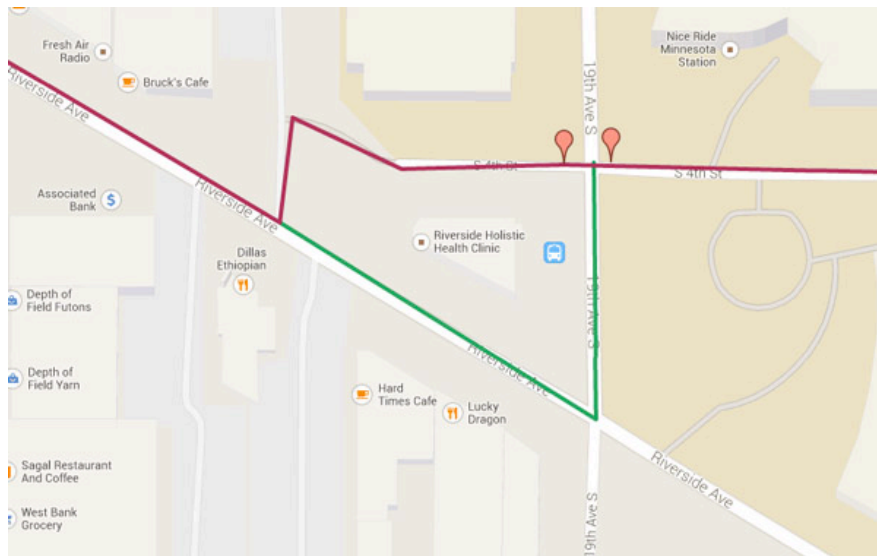 Fresh Air
Radio
Bruck's Cafe
Nice Ride
Minnesota
Station
Riverside Ave
19th Ave S
S 4th St
S 4th St
Associated
Bank
$
Riverside Ave
Riverside Holistic
Health Clinic
Dillas
Ethiopian
19th Ave S
Depth of
Field Futons
Riverside Ave
Depth of
Field Yarn
Hard
Times Cafe
Lucky
Dragon
Sagal Restaurant
And Coffee
Riverside Ave
West Bank
Grocery
19th Ave S